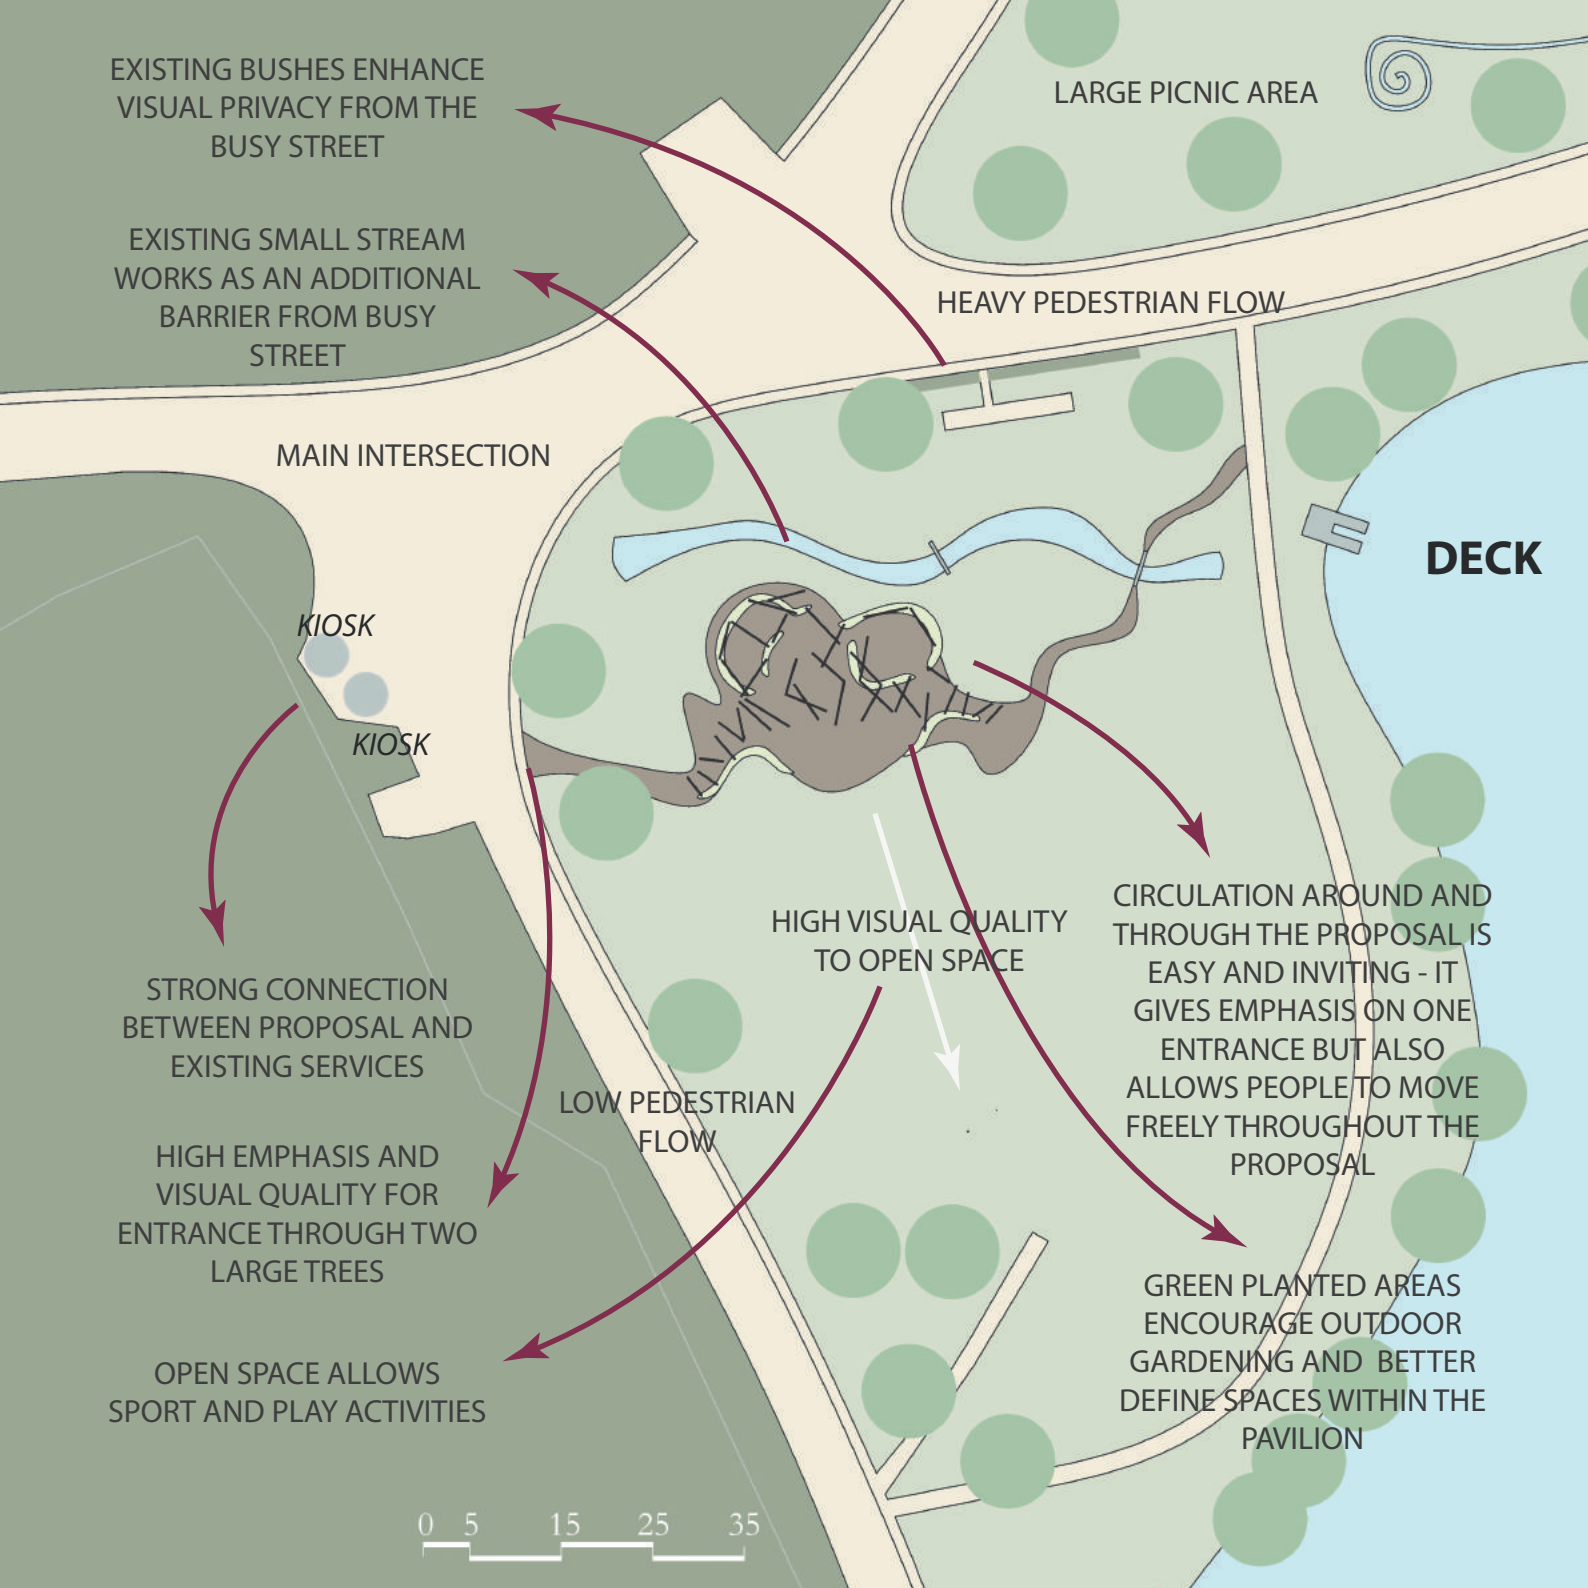 EXISTING BUSHES ENHANCE
VISUAL PRIVACY FROM THE
BUSY STREET
LARGE PICNIC AREA
EXISTING SMALL STREAM
WORKS AS AN ADDITIONAL
BARRIER FROM BUSY
STREET
HEAVY PEDESTRIAN FLOW
MAIN INTERSECTION
DECK
KIOSK
KIOSK
HIGH VISUAL QUALITY
TO OPEN SPACE
CIRCULATION AROUND AND
THROUGH THE PROPOSAL IS
EASY AND INVITING - IT
GIVES EMPHASIS ON ONE
ENTRANCE BUT ALSO
ALLOWS PEOPLE TO MOVE
FREELY THROUGHOUT THE
PROPOSAL
STRONG CONNECTION
BETWEEN PROPOSAL AND
EXISTING SERVICES
LOW PEDESTRIAN
FLOW
HIGH EMPHASIS AND
VISUAL QUALITY FOR
ENTRANCE THROUGH TWO
LARGE TREES
GREEN PLANTED AREAS
ENCOURAGE OUTDOOR
GARDENING AND BETTER
DEFINE SPACES WITHIN THE
PAVILION
OPEN SPACE ALLOWS
SPORT AND PLAY ACTIVITIES
0 5 15 25 35